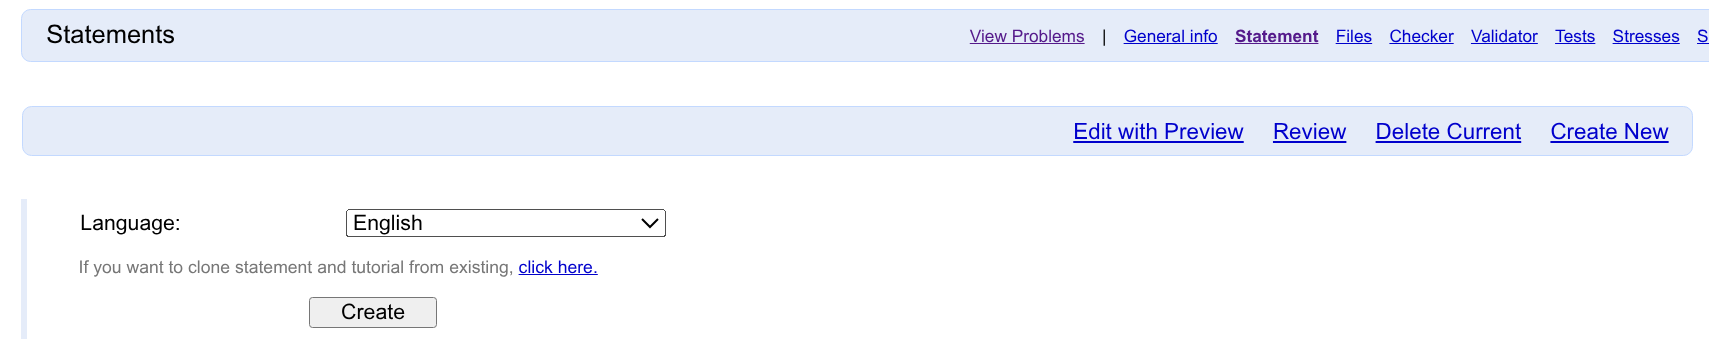 Statements View Problems | General info Statement Files Checker Validator Tests Stresses S
Edit with Preview Review Delete Current Create New
Language: English
If you want to clone statement and tutorial from existing, click here.
Create